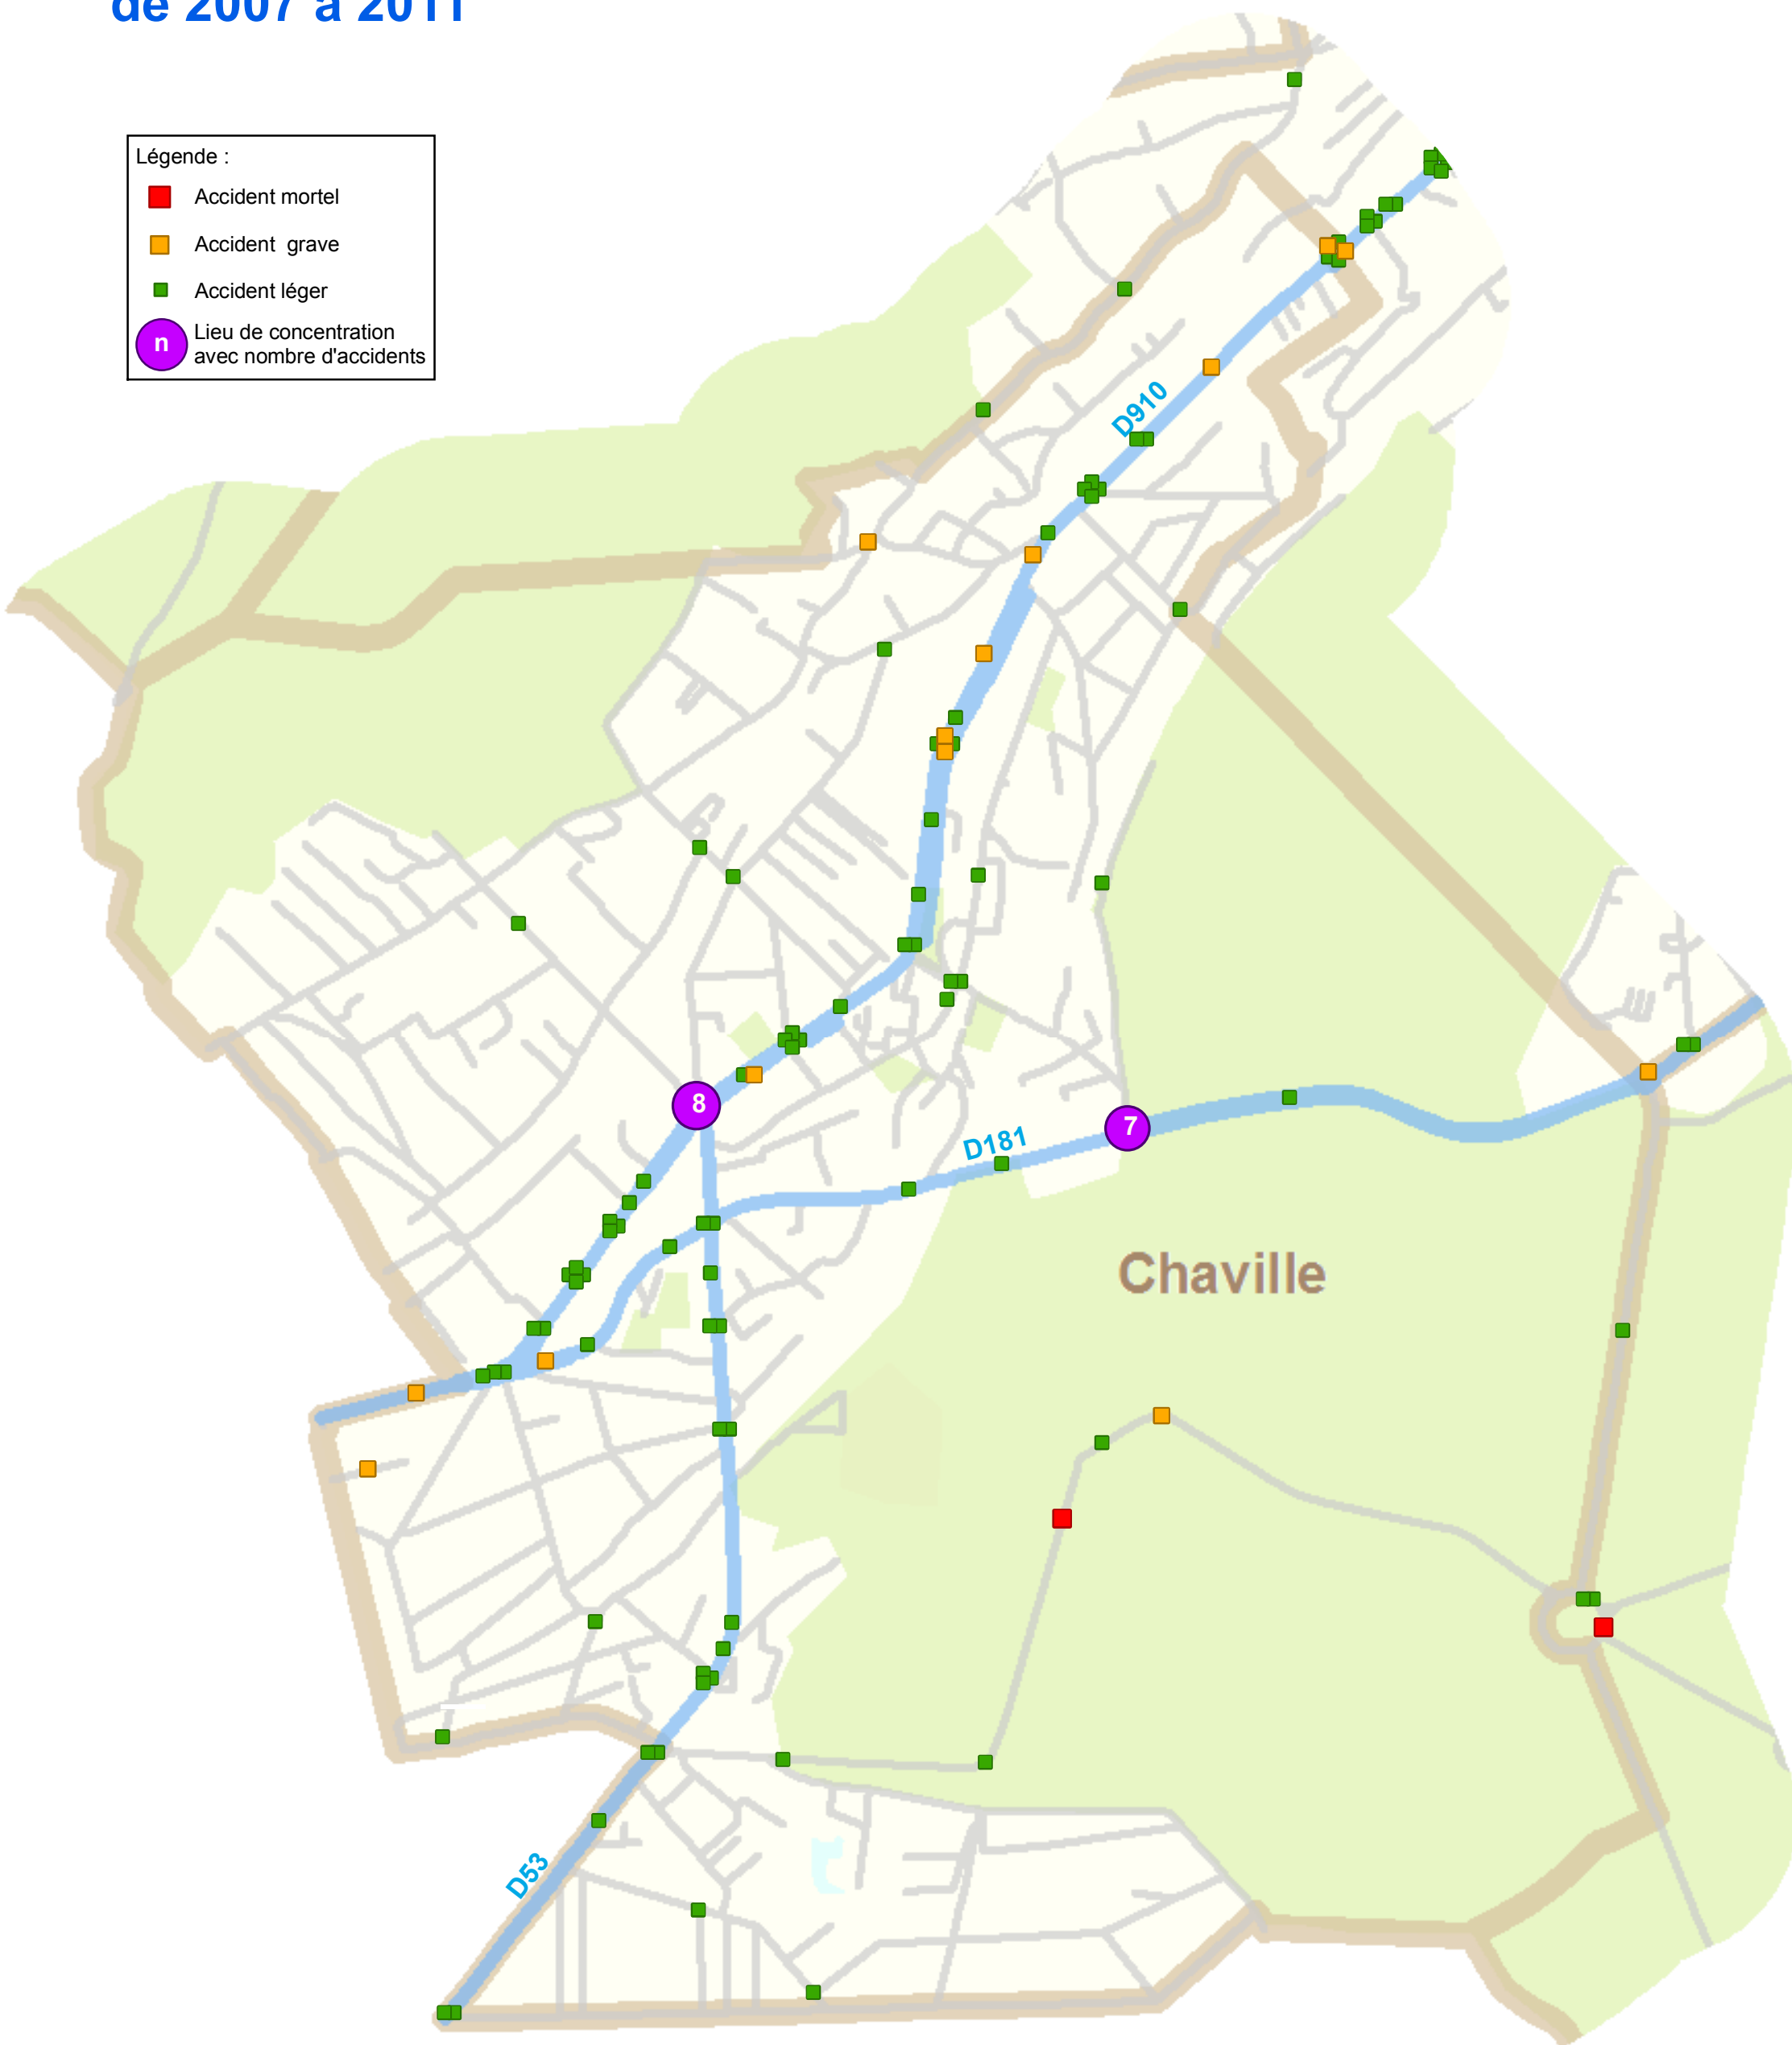 de 2007 à 2011
Légende :
Accident mortel
Accident grave
Accident léger
n
Lieu de concentration
avec nombre d'accidents
D910
8
7
D181
Chaville
D53